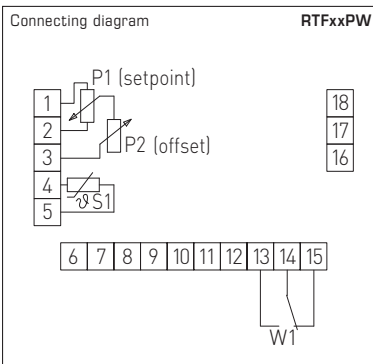 Connecting diagram RTFxxPW
P1 (setpoint)
1
2
3
4
5
P2 (offset)
ϑ S1
18
17
16
6 7 8 9 10 11 12 13 14 15
W1